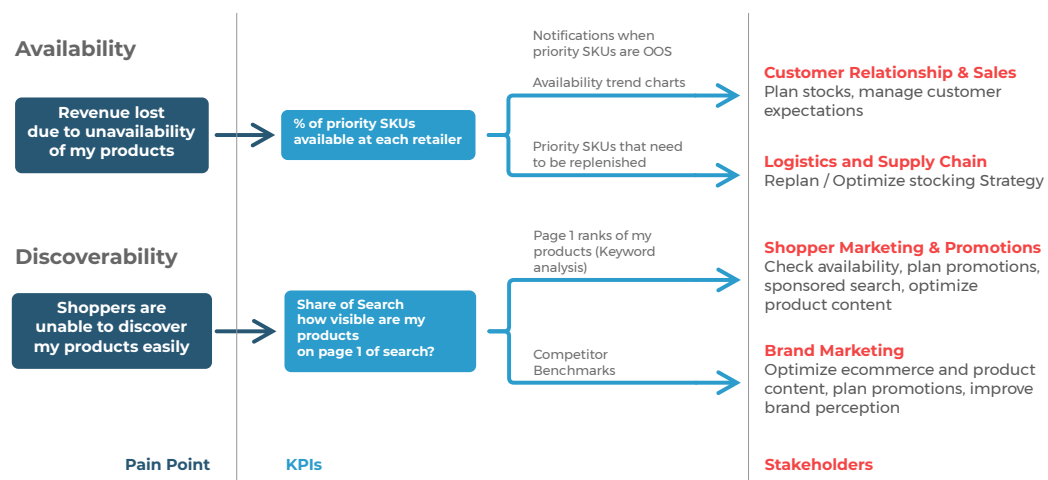 Availability
Revenue lost
due to unavailability
of my products
% of priority SKUs
available at each retailer
Notifications when
priority SKUs are OOS
Availability trend charts
Priority SKUs that need
to be replenished
Customer Relationship & Sales
Plan stocks, manage customer
expectations
Logistics and Supply Chain
Replan / Optimize stocking Strategy
Discoverability
Shoppers are
unable to discover
my products easily
Share of Search
how visible are my
products
on page 1 of search?
Page 1 ranks of my
products (Keyword
analysis)
Competitor
Benchmarks
Shopper Marketing & Promotions
Check availability, plan promotions,
sponsored search, optimize
product content
Brand Marketing
Optimize ecommerce and product
content, plan promotions, improve
brand perception
Pain Point
KPIs
Stakeholders